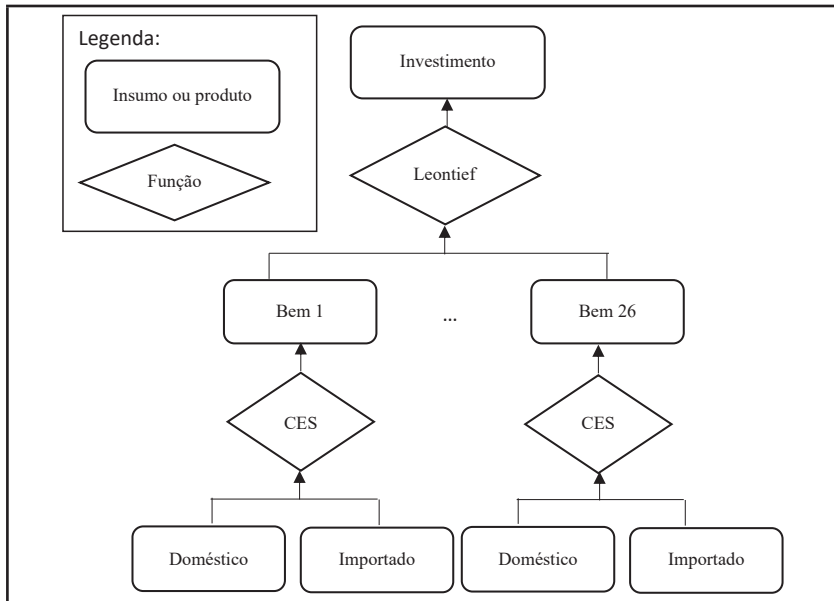 Legenda:
Insumo ou produto
Função
Investimento
Leontief
Bem 1
...
Bem 26
CES
CES
Doméstico
Importado
Doméstico
Importado